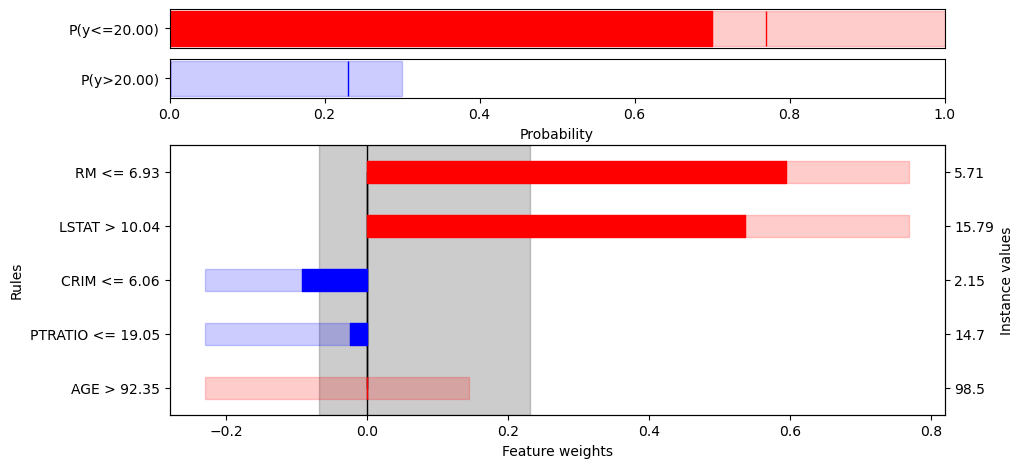 P(y<=20.00)
P(y>20.00)
0.0 0.2 0.4 0.6 0.8 1.0
Probability
RM <= 6.93 5.71
LSTAT > 10.04 15.79
CRIM <= 6.06 2.15
PTRATIO <= 19.05 14.7
AGE > 92.35 98.5
Rules
Instance values
−0.2 0.0 0.2 0.4 0.6 0.8
Feature weights